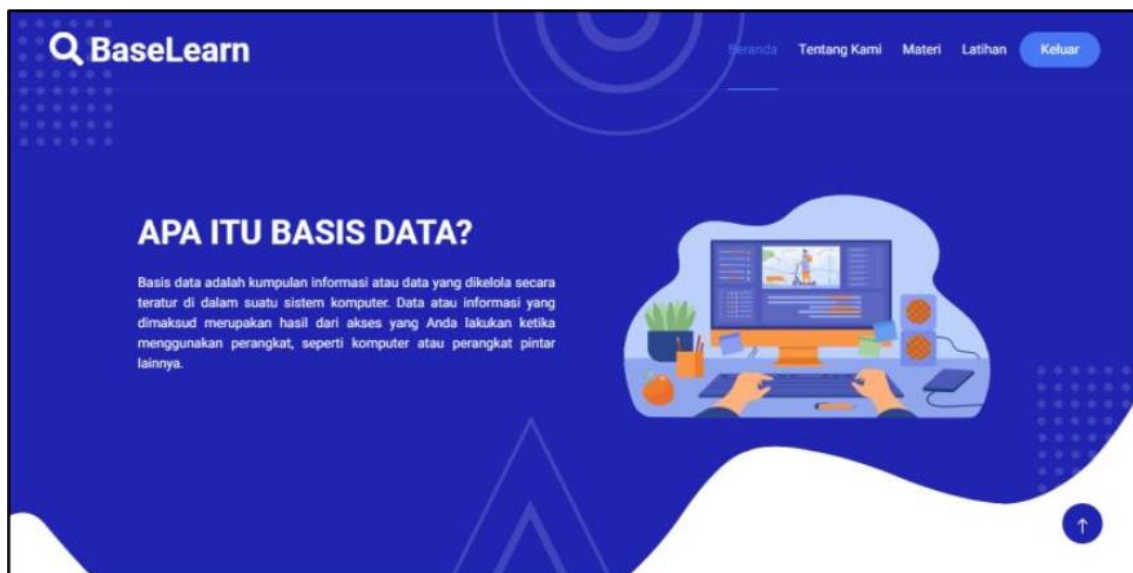 BaseLearn
Beranda Tentang Kami Materi Latihan Keluar
APA ITU BASIS DATA?
Basis data adalah kumpulan informasi atau data yang dikelola secara
teratur di dalam suatu sistem komputer. Data atau informasi yang
dimaksud merupakan hasil dari akses yang Anda lakukan ketika
menggunakan perangkat, seperti komputer atau perangkat pintar
lainnya.